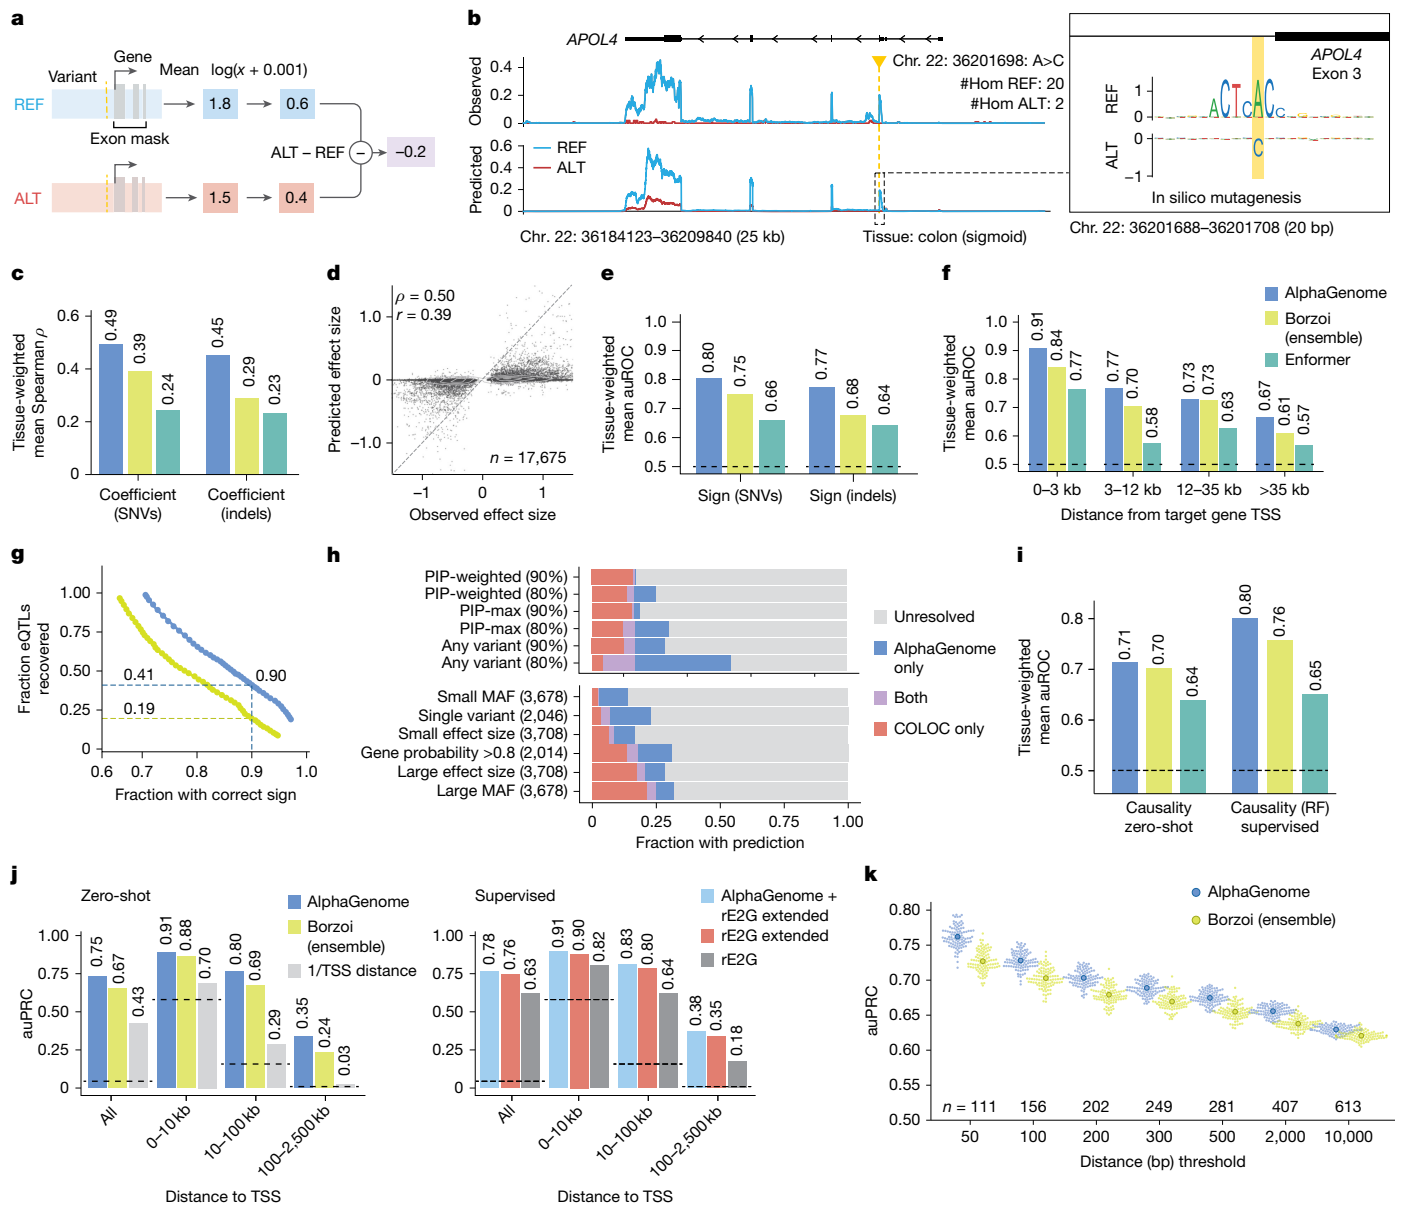 a
Variant
Gene
Mean
log(x + 0.001)
REF
1.8
0.6
Exon mask
ALT – REF
–
–0.2
ALT
1.5
0.4
b
APOL4
Chr. 22: 36201698: A>C
#Hom REF: 20
#Hom ALT: 2
Observed
0.4
0.2
0
Predicted
0.6
0.4
0.2
0
REF
ALT
Chr. 22: 36184123–36209840 (25 kb)
Tissue: colon (sigmoid)
APOL4
Exon 3
REF
1
0
ACTCACC
ALT
0
–1
C
In silico mutagenesis
Chr. 22: 36201688–36201708 (20 bp)
c
Tissue-weighted
mean Spearman ρ
0.6
0.4
0.2
0
0.49
0.39
0.24
0.45
0.29
0.23
Coefficient
(SNVs)
Coefficient
(indels)
d
ρ = 0.50
r = 0.39
Predicted effect size
1.0
0
–1.0
n = 17,675
–1
0
1
Observed effect size
e
Tissue-weighted
mean auROC
1.0
0.9
0.8
0.7
0.6
0.5
0.80
0.75
0.66
0.77
0.68
0.64
Sign (SNVs)
Sign (indels)
f
AlphaGenome
Borzoi
(ensemble)
Enformer
Tissue-weighted
mean auROC
1.0
0.9
0.8
0.7
0.6
0.5
0.91
0.84
0.77
0.77
0.70
0.58
0.73
0.73
0.63
0.67
0.61
0.57
0–3 kb
3–12 kb
12–35 kb
>35 kb
Distance from target gene TSS
g
Fraction eQTLs
recovered
1.00
0.75
0.50
0.25
0
0.41
0.90
0.19
0.6
0.7
0.8
0.9
1.0
Fraction with correct sign
h
PIP-weighted (90%)
PIP-weighted (80%)
PIP-max (90%)
PIP-max (80%)
Any variant (90%)
Any variant (80%)
Small MAF (3,678)
Single variant (2,046)
Small effect size (3,708)
Gene probability >0.8 (2,014)
Large effect size (3,708)
Large MAF (3,678)
0
0.25
0.50
0.75
1.00
Fraction with prediction
Unresolved
AlphaGenome
only
Both
COLOC only
i
Tissue-weighted
mean auROC
0.8
0.7
0.6
0.5
0.71
0.70
0.64
0.80
0.76
0.65
Causality
zero-shot
Causality (RF)
supervised
j
Zero-shot
AlphaGenome
Borzoi
(ensemble)
1/TSS distance
auPRC
1.00
0.75
0.50
0.25
0
0.75
0.67
0.43
0.91
0.88
0.70
0.80
0.69
0.29
0.35
0.24
0.03
All
0–10 kb
10–100 kb
100–2,500 kb
Distance to TSS
Supervised
AlphaGenome +
rE2G extended
rE2G extended
rE2G
1.00
0.75
0.50
0.25
0
0.78
0.76
0.63
0.91
0.90
0.82
0.83
0.80
0.64
0.38
0.35
0.18
All
0–10 kb
10–100 kb
100–2,500 kb
Distance to TSS
k
AlphaGenome
Borzoi (ensemble)
auPRC
0.80
0.75
0.70
0.65
0.60
0.55
0.50
n = 111
156
202
249
281
407
613
50
100
200
300
500
2,000
10,000
Distance (bp) threshold